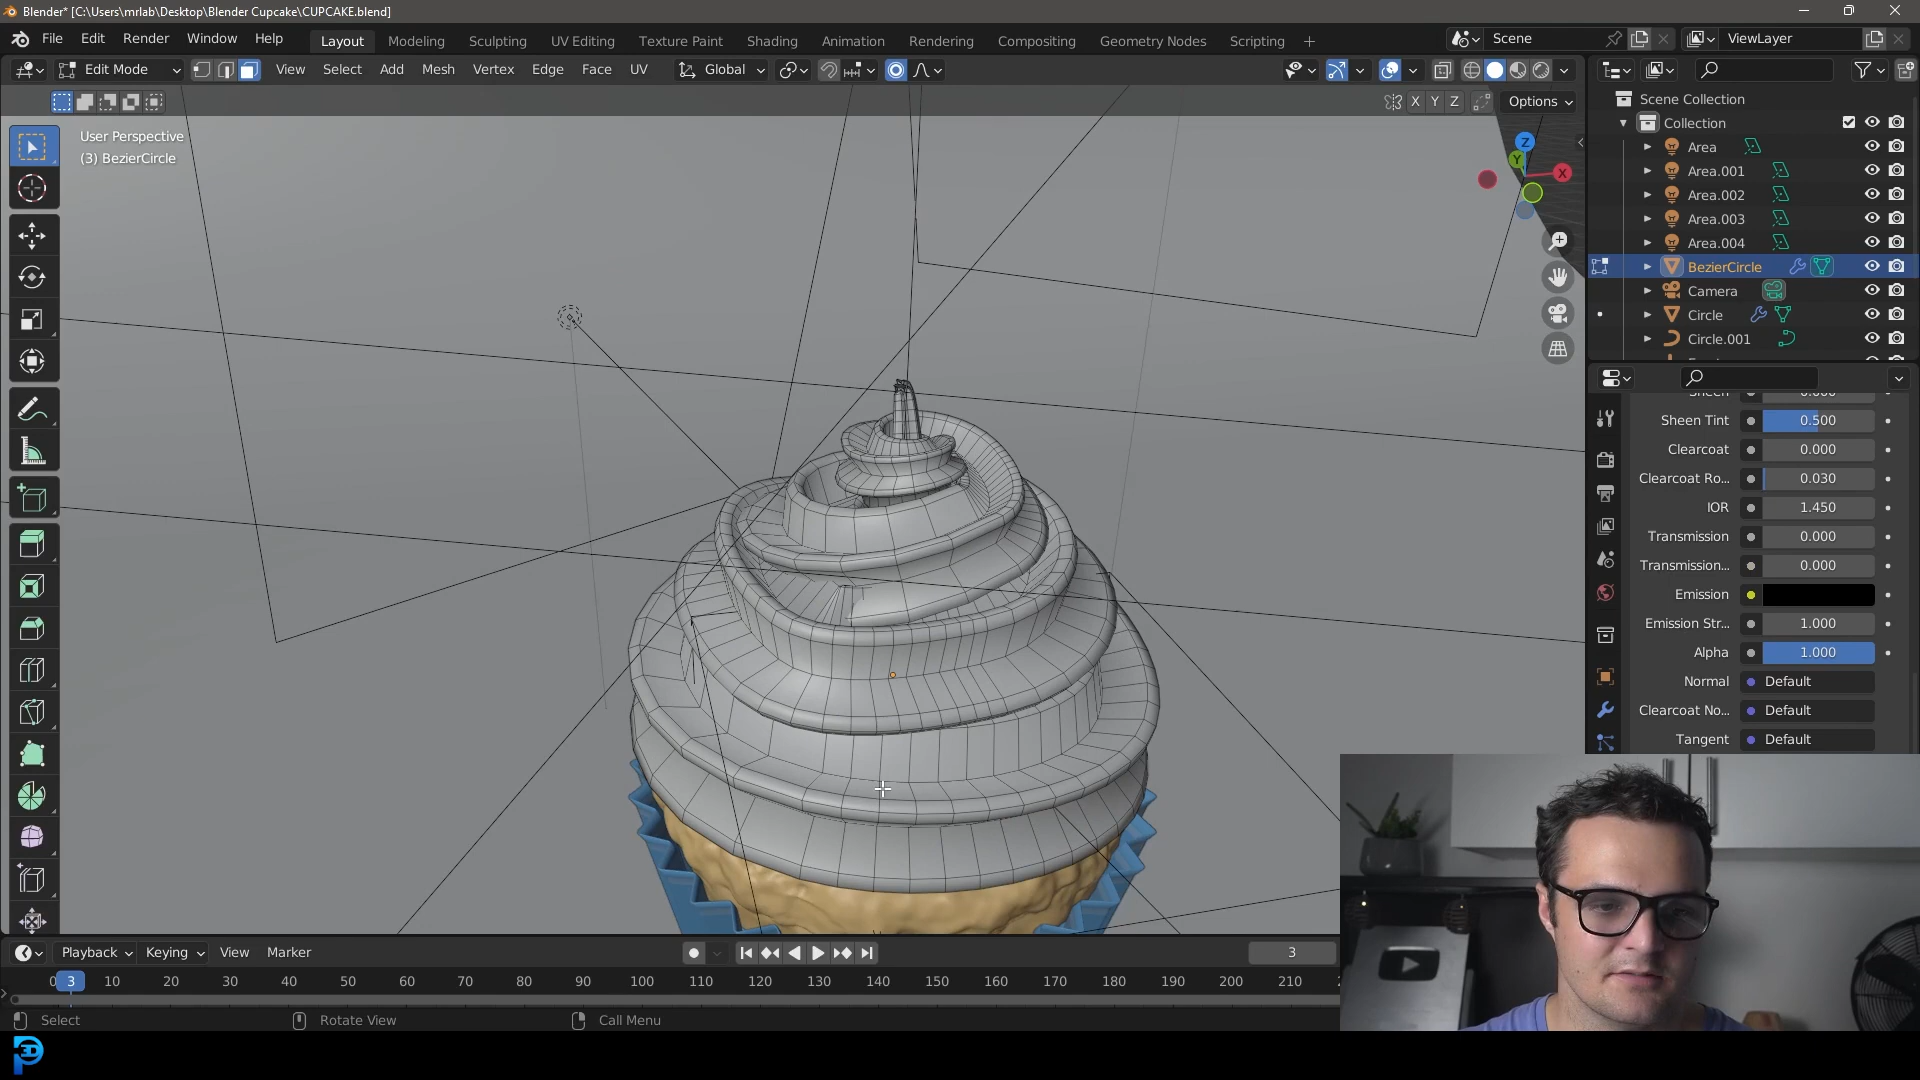 Blender* [C:\Users\mrlab\Desktop\Blender Cupcake\CUPCAKE.blend]
File Edit Render Window Help Layout Modeling Sculpting UV Editing Texture Paint Shading Animation Rendering Compositing Geometry Nodes Scripting + Scene ViewLayer
Edit Mode View Select Add Mesh Vertex Edge Face UV Global
X Y Z Options
User Perspective
(3) BezierCircle
Z
Y
X
Scene Collection
Collection
Area
Area.001
Area.002
Area.003
Area.004
BezierCircle
Camera
Circle
Circle.001
Sheen 0.000
Sheen Tint 0.500
Clearcoat 0.000
Clearcoat Ro... 0.030
IOR 1.450
Transmission 0.000
Transmission... 0.000
Emission
Emission Str... 1.000
Alpha 1.000
Normal Default
Clearcoat No... Default
Tangent Default
Playback Keying View Marker 3
0 3 10 20 30 40 50 60 70 80 90 100 110 120 130 140 150 160 170 180 190 200 210
Select Rotate View Call Menu